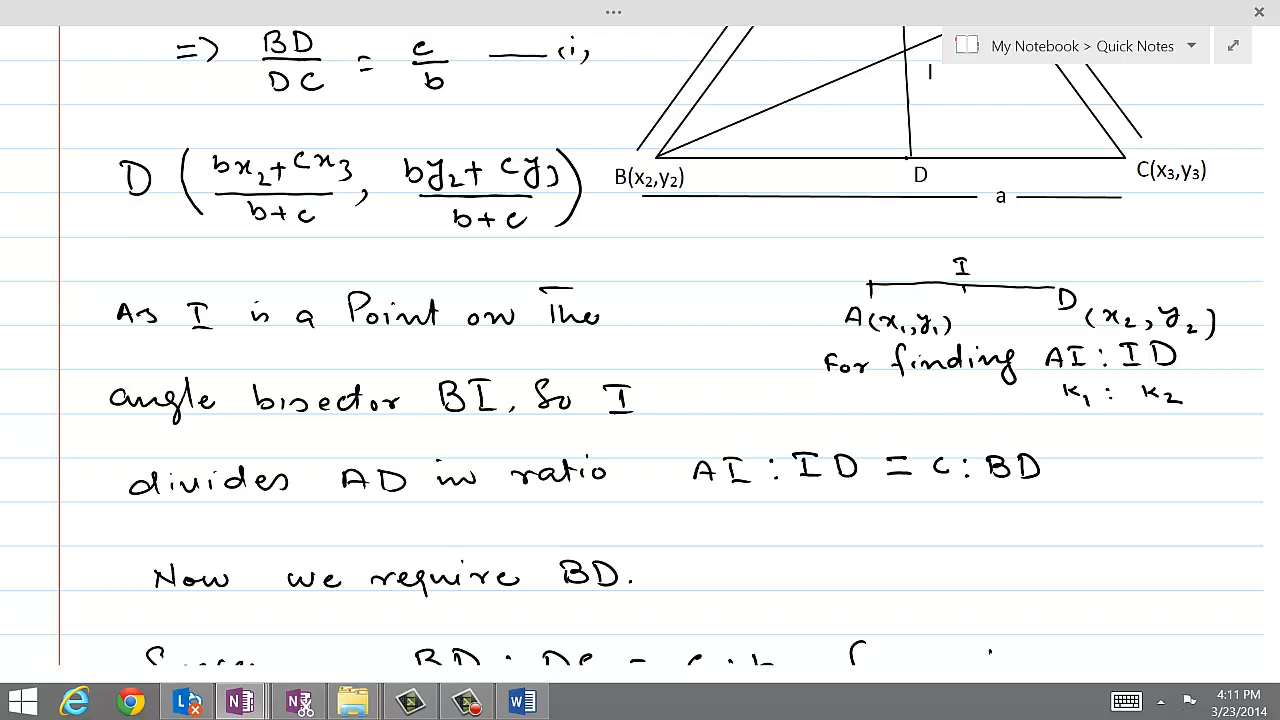 My Notebook > Quick Notes
=> BD/DC = c/b — (i)
I
D ( bx₂+cx₃/b+c , by₂+cy₃/b+c )
B(x2,y2)
D
C(x3,y3)
a
I
A(x₁,y₁)
D(x₂,y₂)
As I is a Point on The
For finding AI : ID
K₁ : K₂
angle bisector BI, So I
divides AD in ratio AI : ID = c : BD
Now we require BD.
4:11 PM
3/23/2014